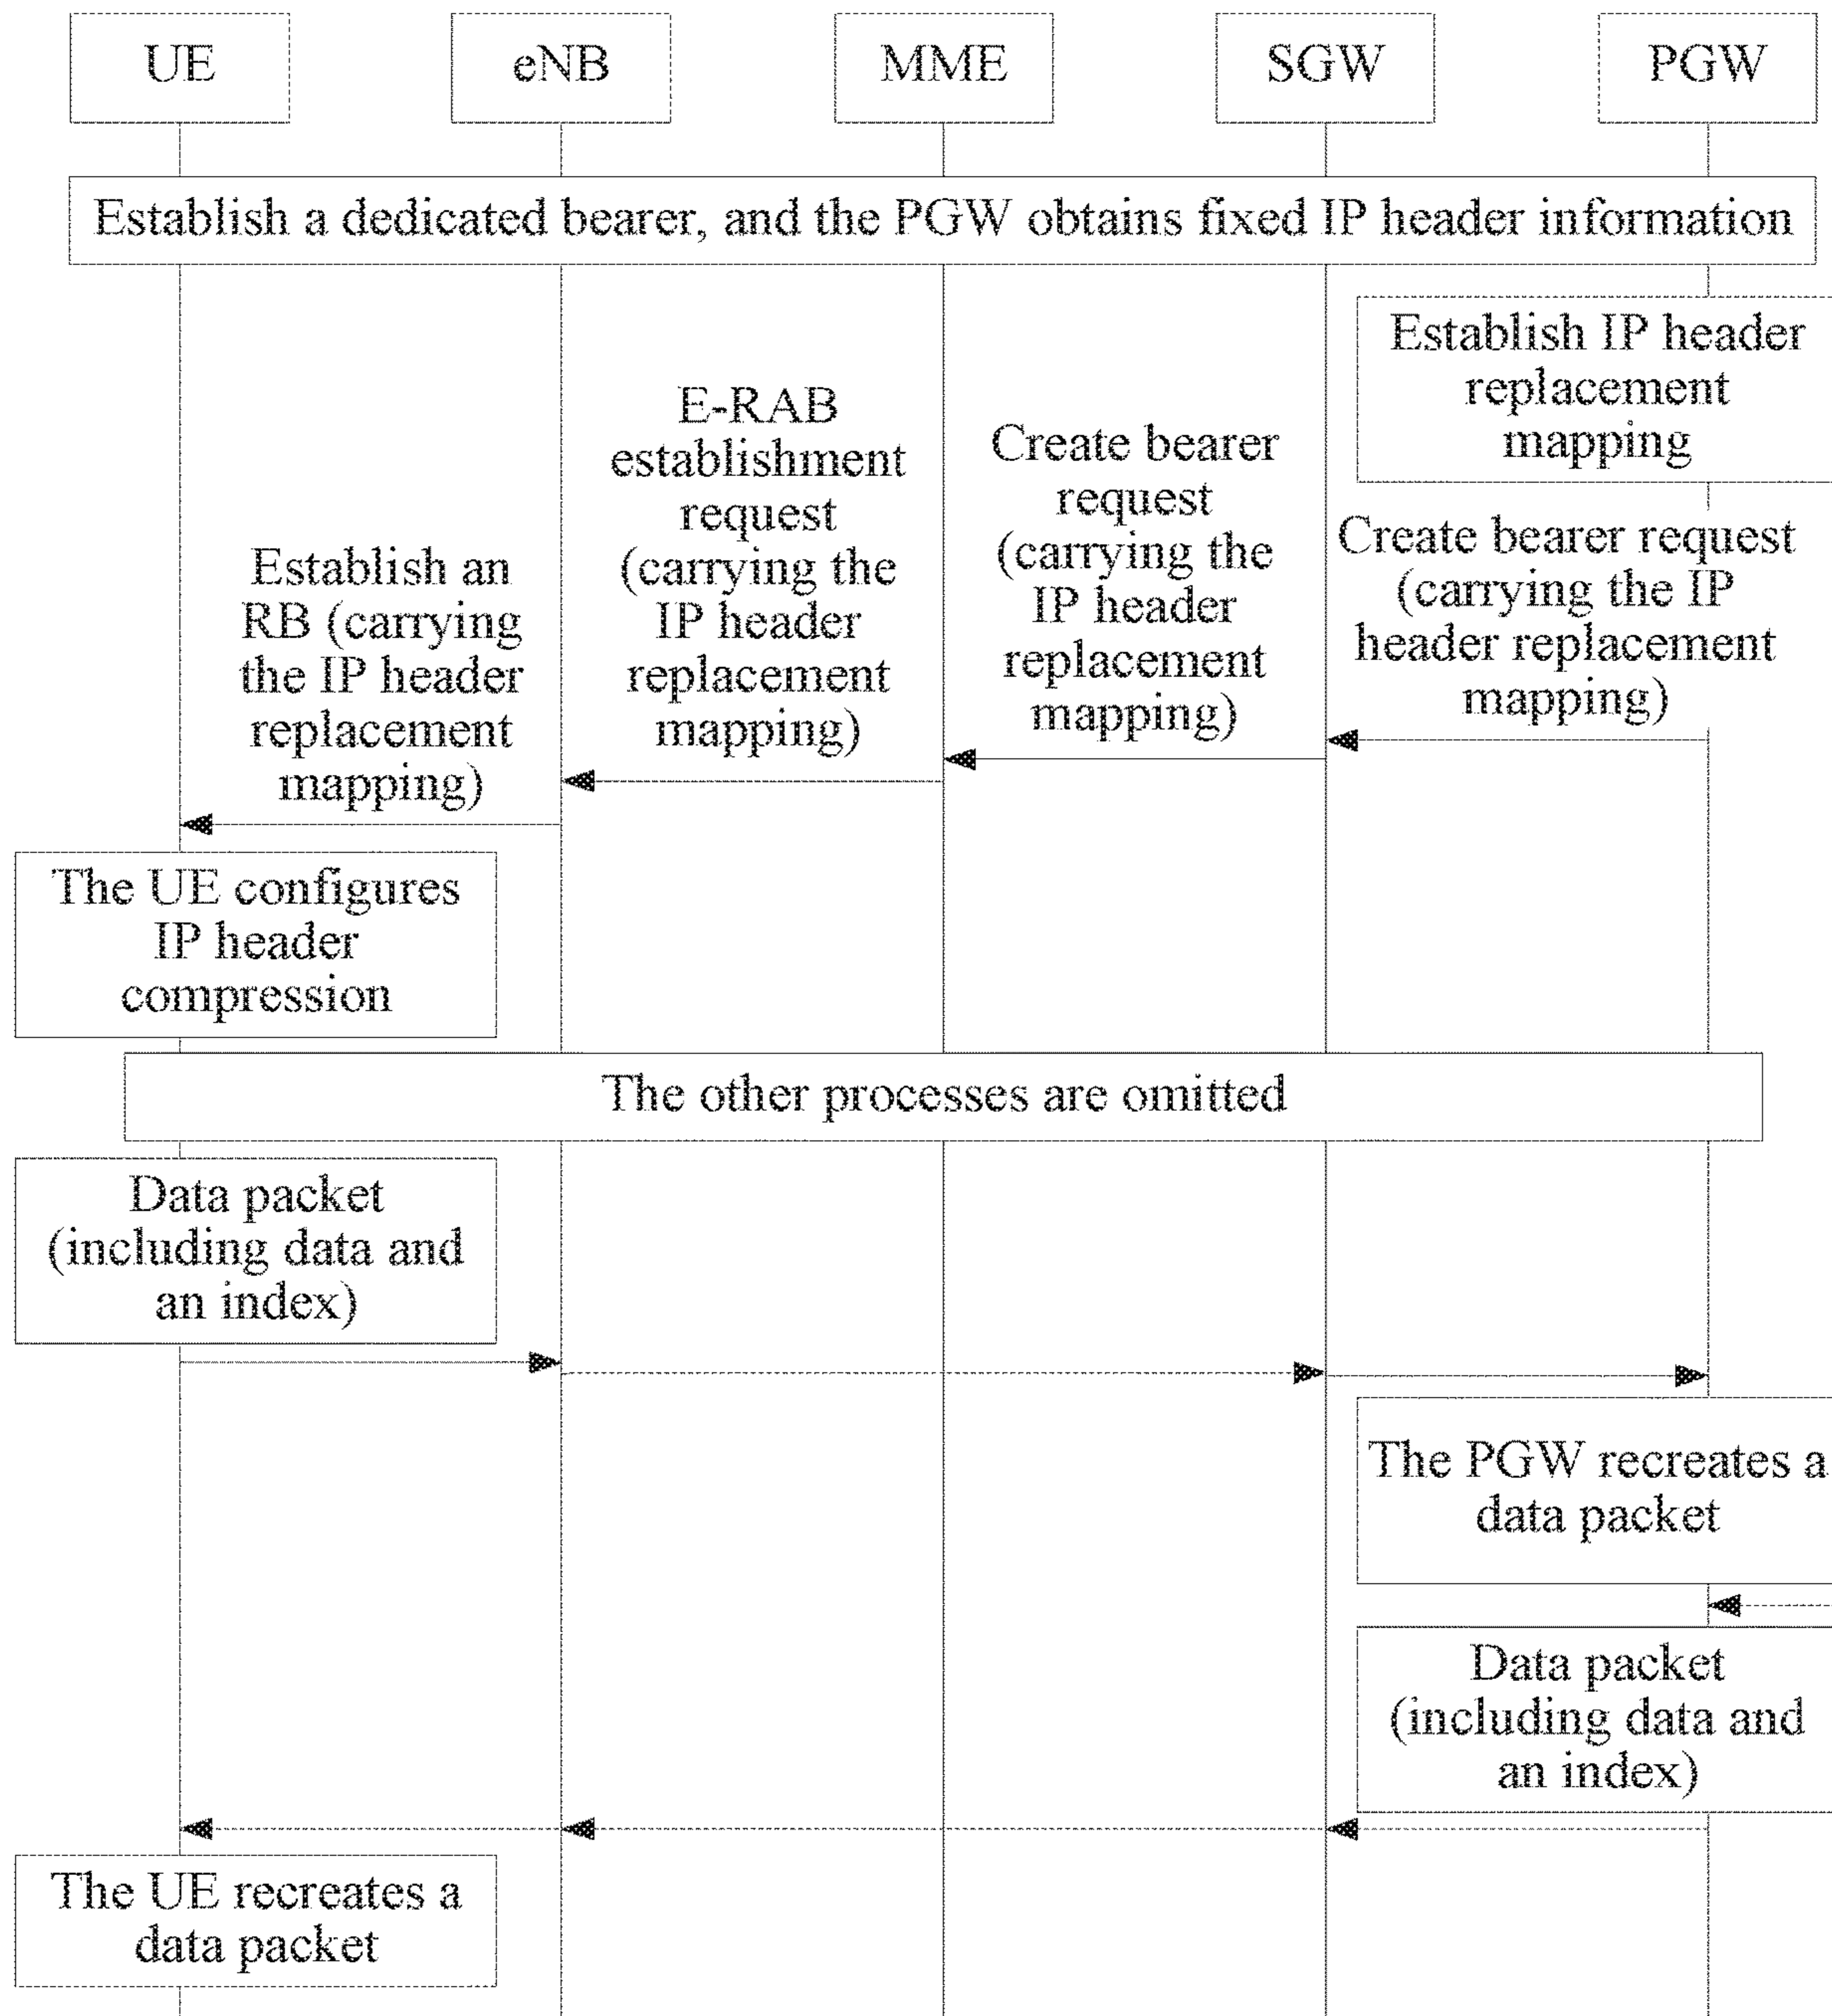 UE
eNB
MME
SGW
PGW
Establish a dedicated bearer, and the PGW obtains fixed IP header information
Establish IP header
replacement
mapping
Create bearer request
(carrying the IP
header replacement
mapping)
Create bearer
request
(carrying the
IP header
replacement
mapping)
E-RAB
establishment
request
(carrying the
IP header
replacement
mapping)
Establish an
RB (carrying
the IP header
replacement
mapping)
The UE configures
IP header
compression
The other processes are omitted
Data packet
(including data and
an index)
The PGW recreates a
data packet
Data packet
(including data and
an index)
The UE recreates a
data packet